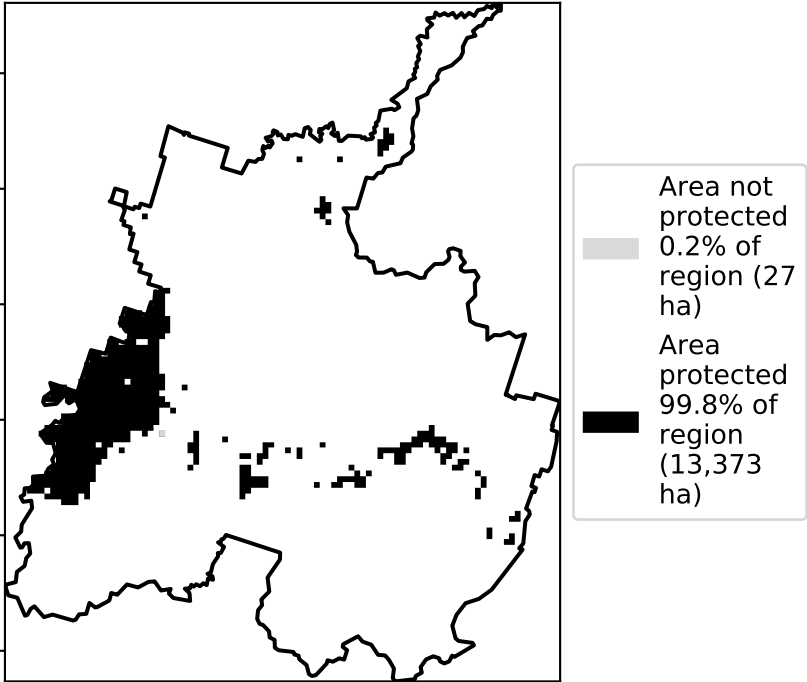 Area not
protected
0.2% of
region (27
ha)
Area
protected
99.8% of
region
(13,373
ha)